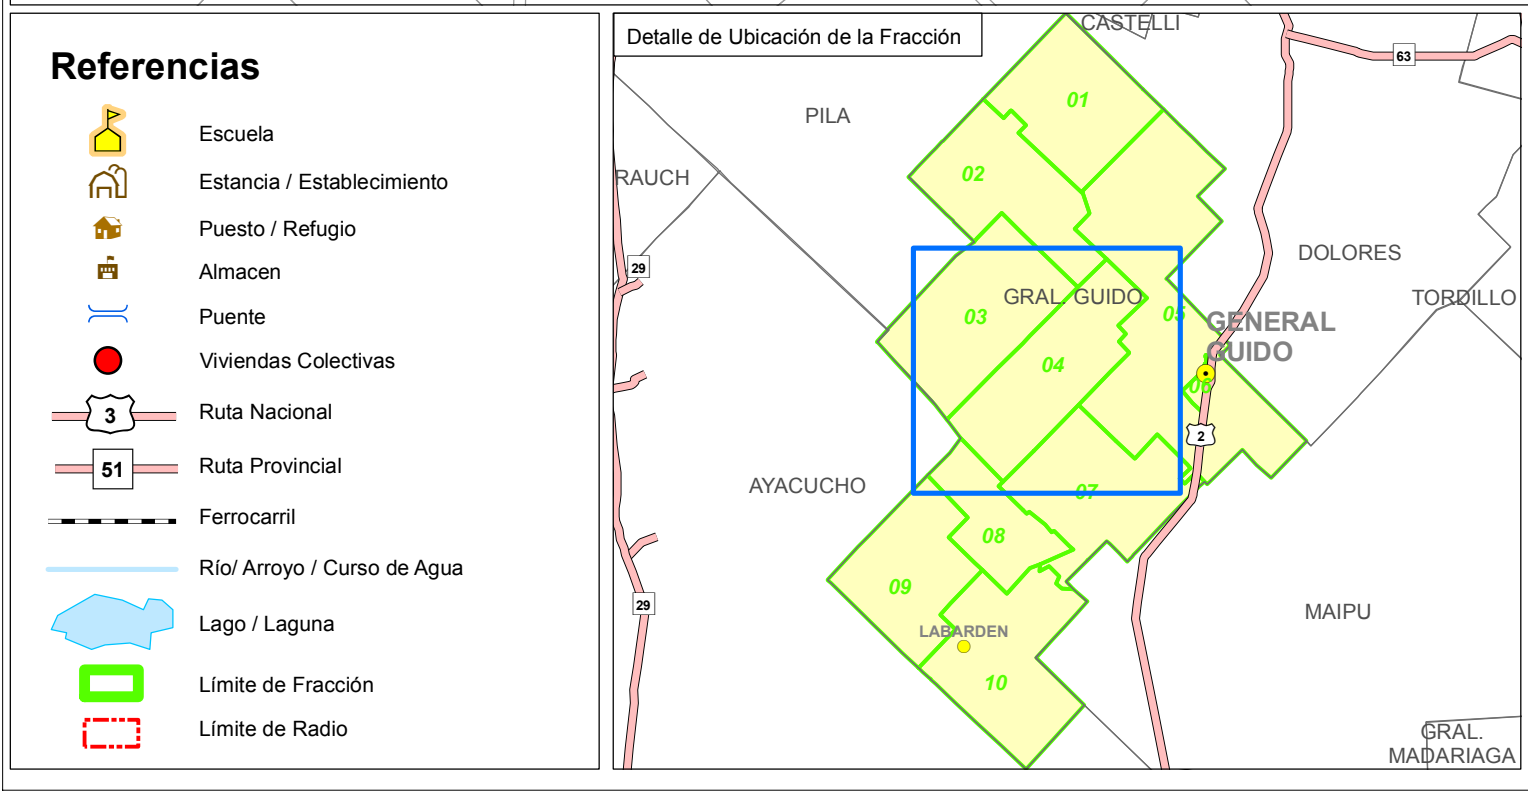 Referencias
Escuela
Estancia / Establecimiento
Puesto / Refugio
Almacen
Puente
Viviendas Colectivas
3
Ruta Nacional
51
Ruta Provincial
Ferrocarril
Río/ Arroyo / Curso de Agua
Lago / Laguna
Límite de Fracción
Límite de Radio
Detalle de Ubicación de la Fracción
CASTELLI
63
01
PILA
02
RAUCH
DOLORES
29
GRAL. GUIDO
TORDILLO
03
05
GENERAL
GUIDO
04
06
2
AYACUCHO
07
08
09
29
MAIPU
LABARDEN
10
GRAL.
MADARIAGA